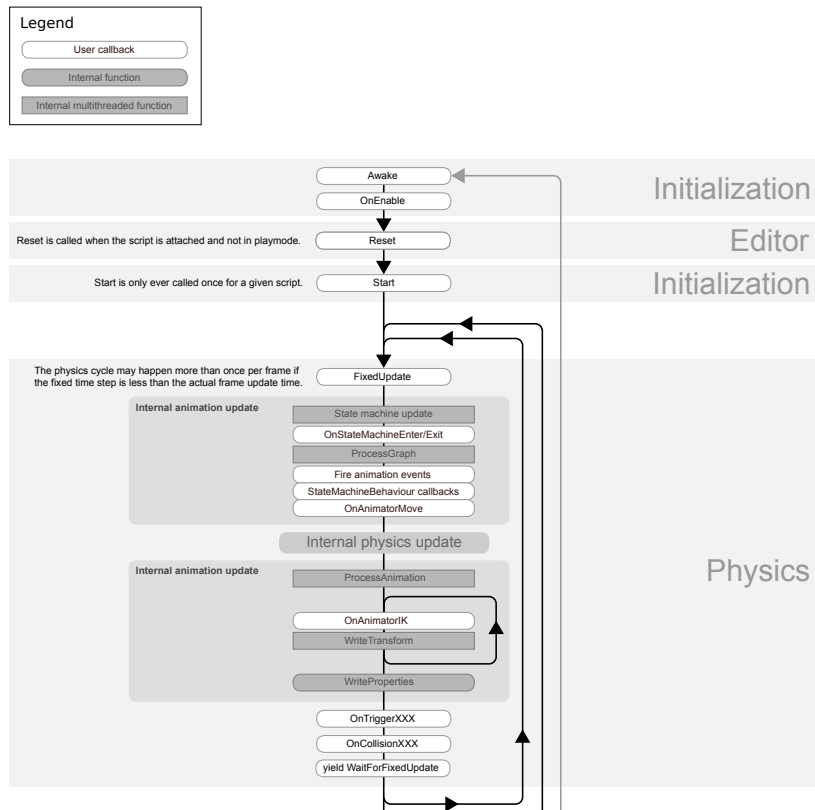 Legend
User callback
Internal function
Internal multithreaded function
Awake
Initialization
OnEnable
Reset is called when the script is attached and not in playmode.
Reset
Editor
Start is only ever called once for a given script.
Start
Initialization
The physics cycle may happen more than once per frame if
the fixed time step is less than the actual frame update time.
FixedUpdate
Internal animation update
State machine update
OnStateMachineEnter/Exit
ProcessGraph
Fire animation events
StateMachineBehaviour callbacks
OnAnimatorMove
Internal physics update
Physics
Internal animation update
ProcessAnimation
OnAnimatorIK
WriteTransform
WriteProperties
OnTriggerXXX
OnCollisionXXX
yield WaitForFixedUpdate